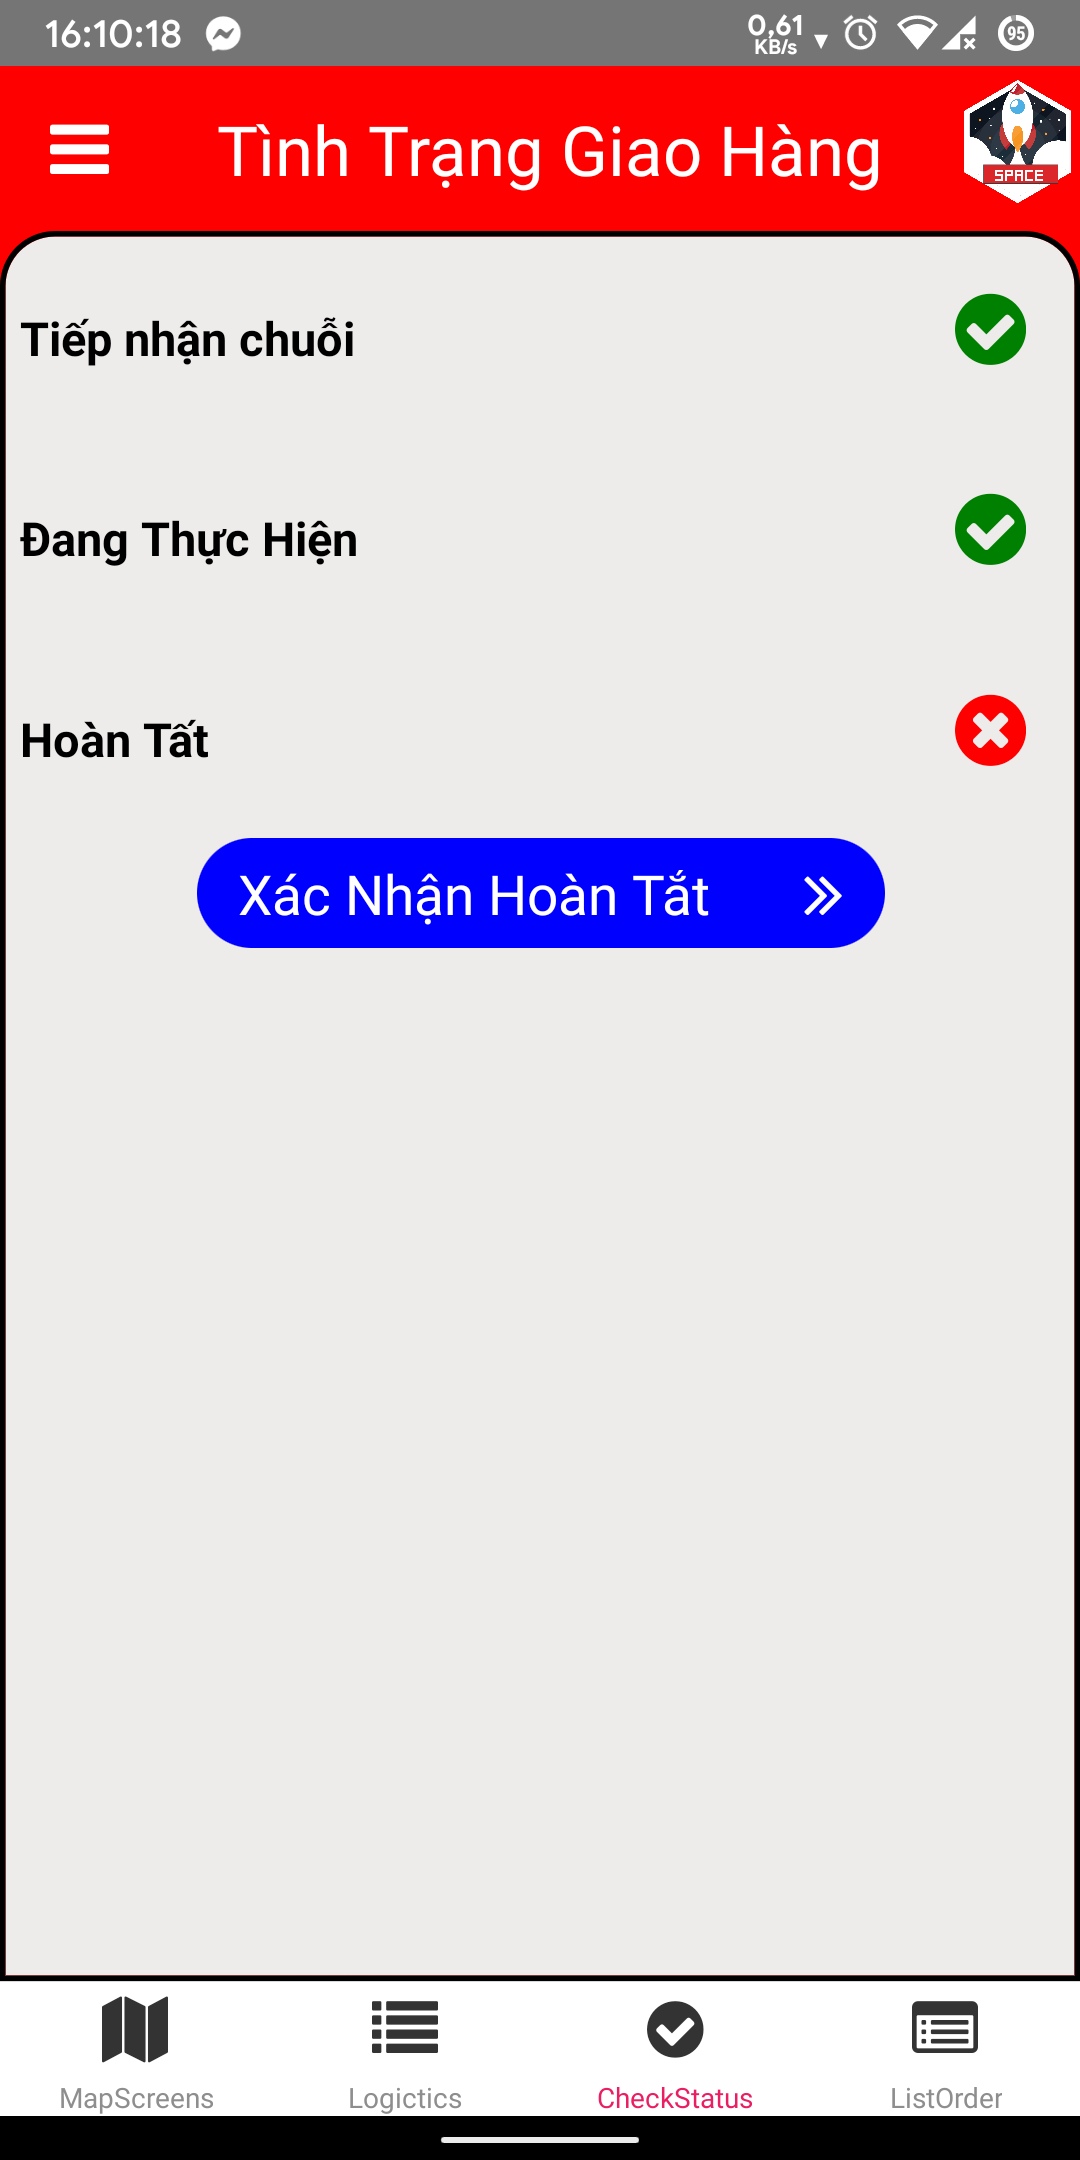 16:10:18
0,61
KB/s
95
Tình Trạng Giao Hàng
SPACE
Tiếp nhận chuỗi
Đang Thực Hiện
Hoàn Tất
Xác Nhận Hoàn Tắt
MapScreens
Logictics
CheckStatus
ListOrder